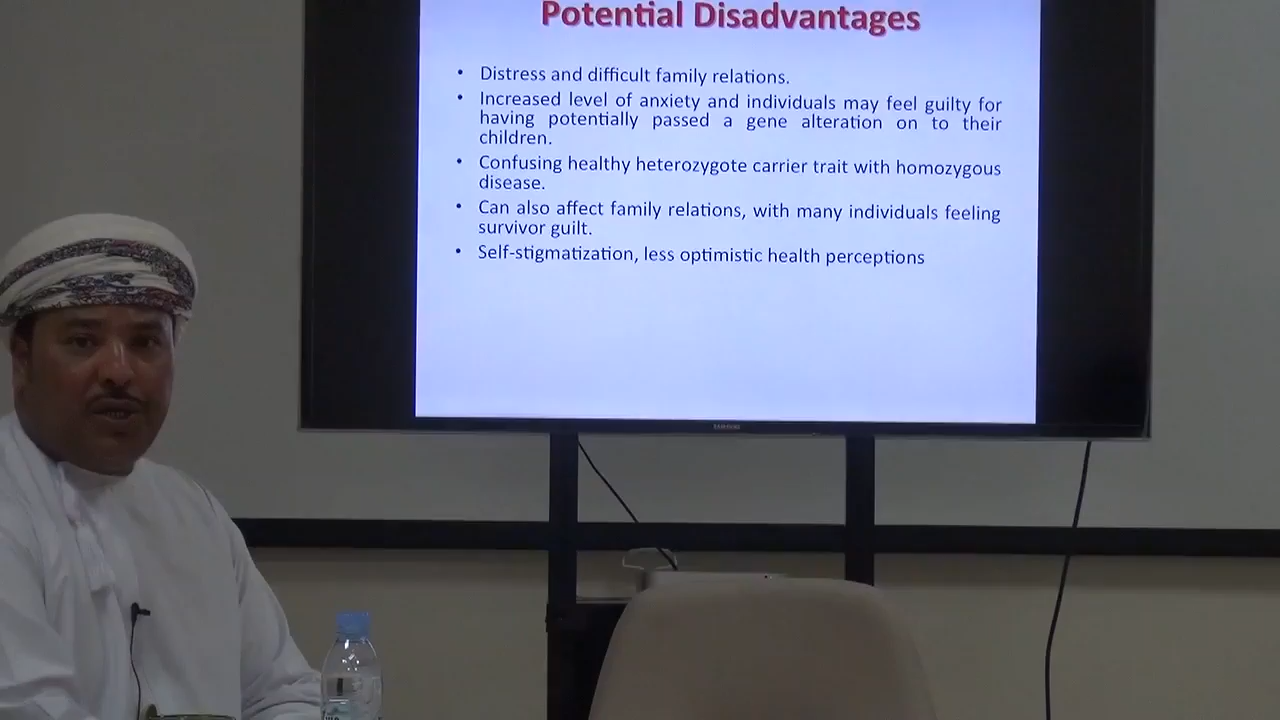 Potential Disadvantages
• Distress and difficult family relations.
• Increased level of anxiety and individuals may feel guilty for
having potentially passed a gene alteration on to their
children.
• Confusing healthy heterozygote carrier trait with homozygous
disease.
• Can also affect family relations, with many individuals feeling
survivor guilt.
• Self-stigmatization, less optimistic health perceptions
SAMSUNG